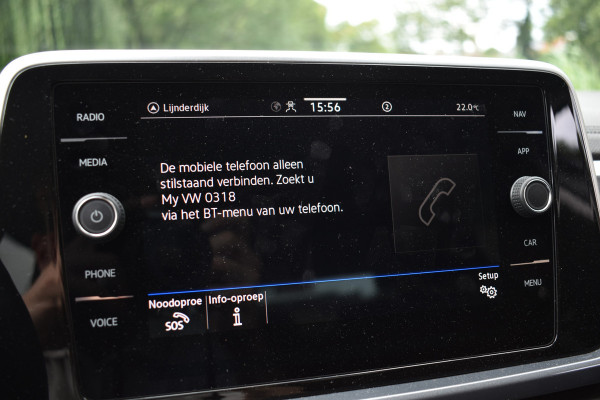 Lijnderdijk 15:56 2 22.0°C
RADIO
MEDIA
PHONE
VOICE
De mobiele telefoon alleen
stilstaand verbinden. Zoekt u
My VW 0318
via het BT-menu van uw telefoon.
Noodoproe
SOS
Info-oproep
i
Setup
NAV
APP
CAR
MENU